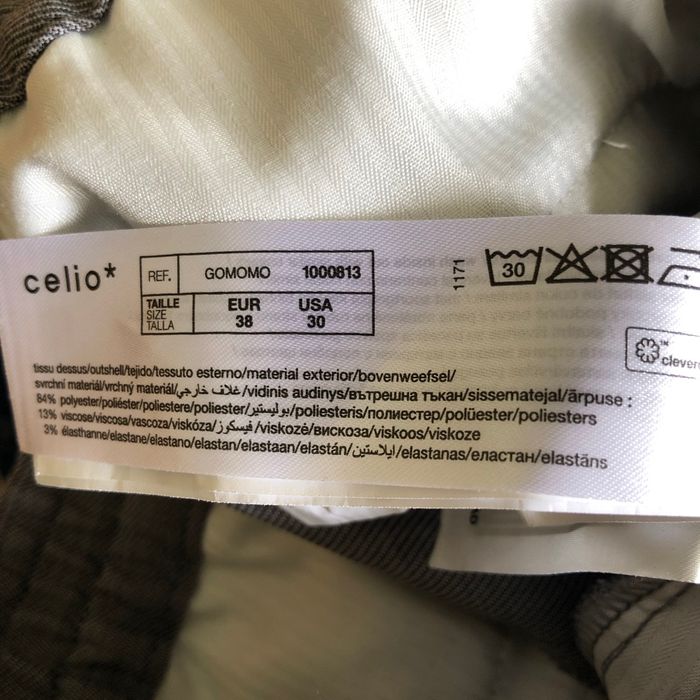 celio*
REF. GOMOMO 1000813
TAILLE SIZE TALLA
EUR 38
USA 30
1171
30
clever
tissu dessus/outshell/tejido/tessuto esterno/material exterior/bovenweefsel/
svrchní materiál/vrchný materiál/غلاف خارجي/vidinis audinys/вътрешна тъкан/sissematejal/ārpuse :
84% polyester/poliéster/poliestere/poliester/بوليستير/poliesteris/полиестер/polüester/poliesters
13% viscose/viscosa/vascoza/viskóza/فيسكوز/viskozė/вискоза/viskoos/viskoze
3% élasthanne/elastane/elastano/elastan/elastaan/elastán/ايلاستين/elastanas/еластан/elastāns